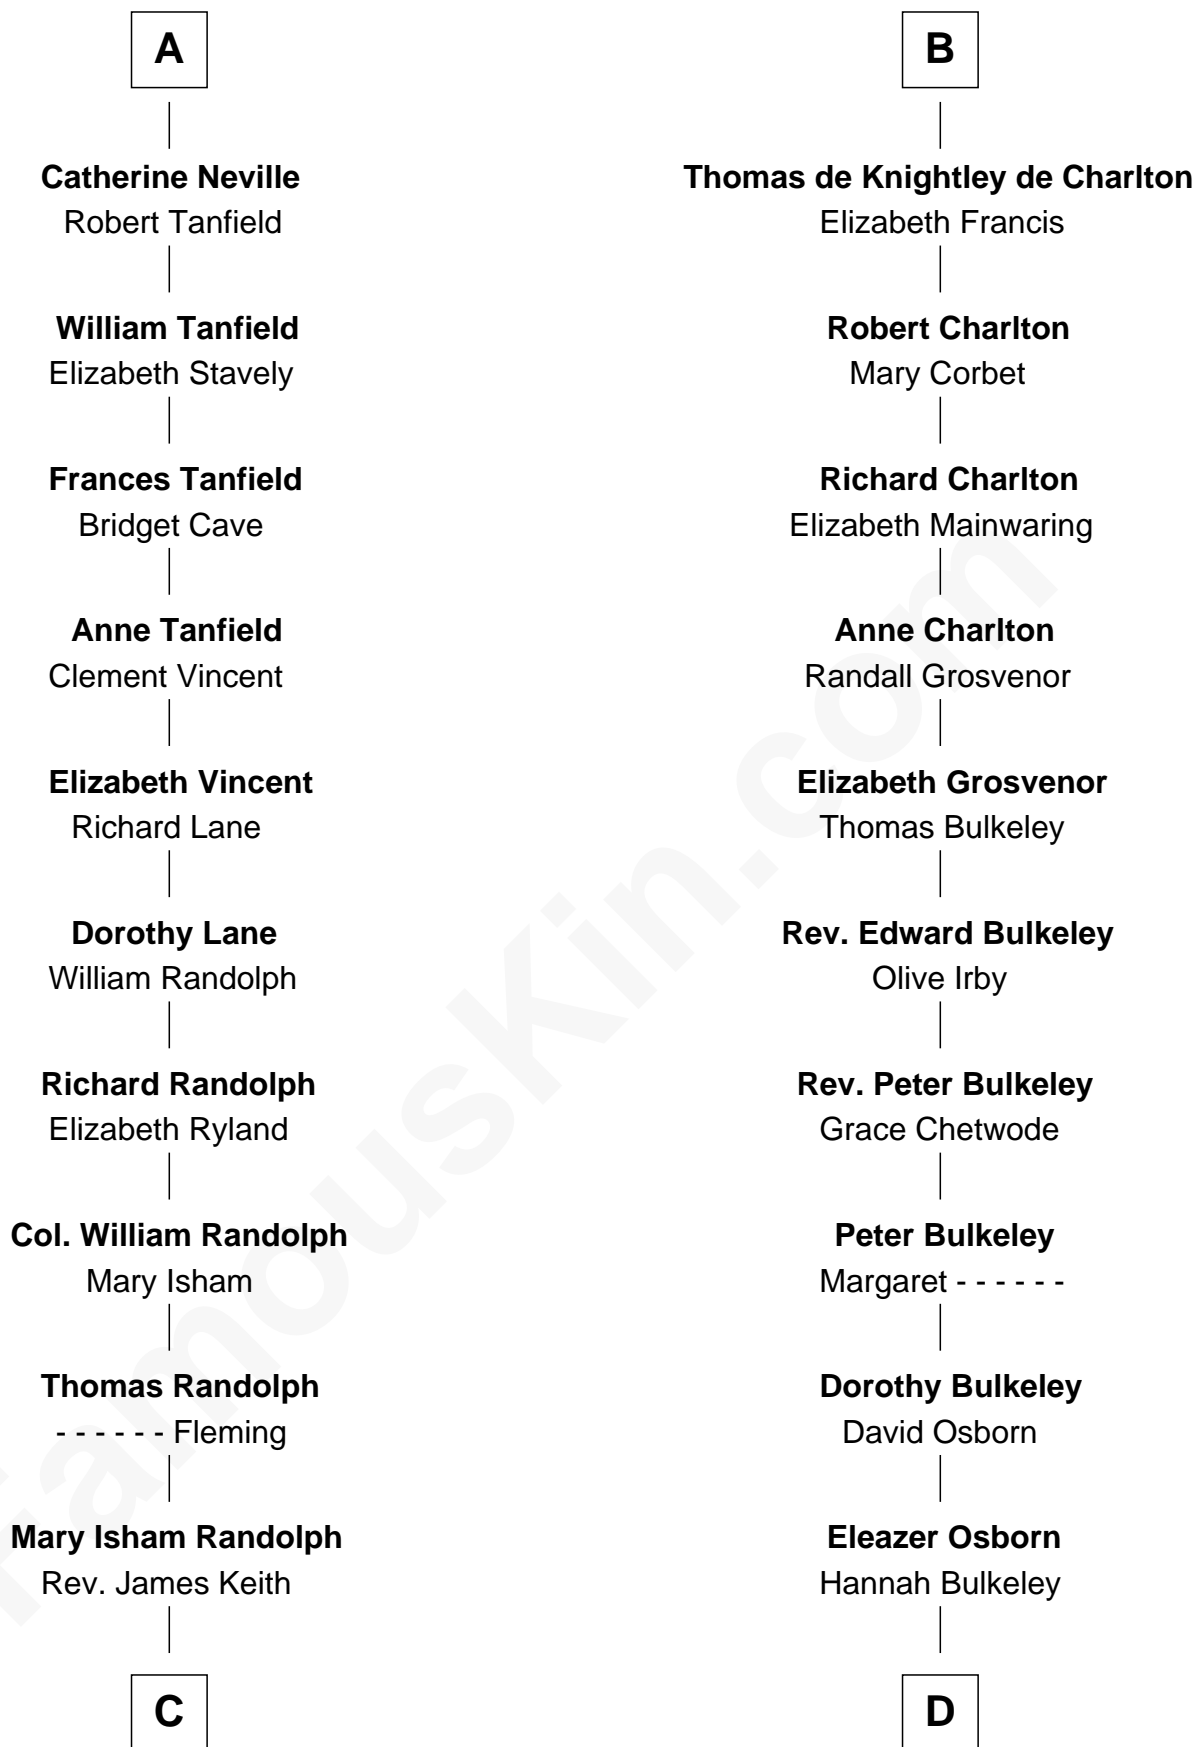 A
Catherine Neville
Robert Tanfield
William Tanfield
Elizabeth Stavely
Frances Tanfield
Bridget Cave
Anne Tanfield
Clement Vincent
Elizabeth Vincent
Richard Lane
Dorothy Lane
William Randolph
Richard Randolph
Elizabeth Ryland
Col. William Randolph
Mary Isham
Thomas Randolph
- - - - - - Fleming
Mary Isham Randolph
Rev. James Keith
C
B
Thomas de Knightley de Charlton
Elizabeth Francis
Robert Charlton
Mary Corbet
Richard Charlton
Elizabeth Mainwaring
Anne Charlton
Randall Grosvenor
Elizabeth Grosvenor
Thomas Bulkeley
Rev. Edward Bulkeley
Olive Irby
Rev. Peter Bulkeley
Grace Chetwode
Peter Bulkeley
Margaret - - - - - -
Dorothy Bulkeley
David Osborn
Eleazer Osborn
Hannah Bulkeley
D
FamousKin.com